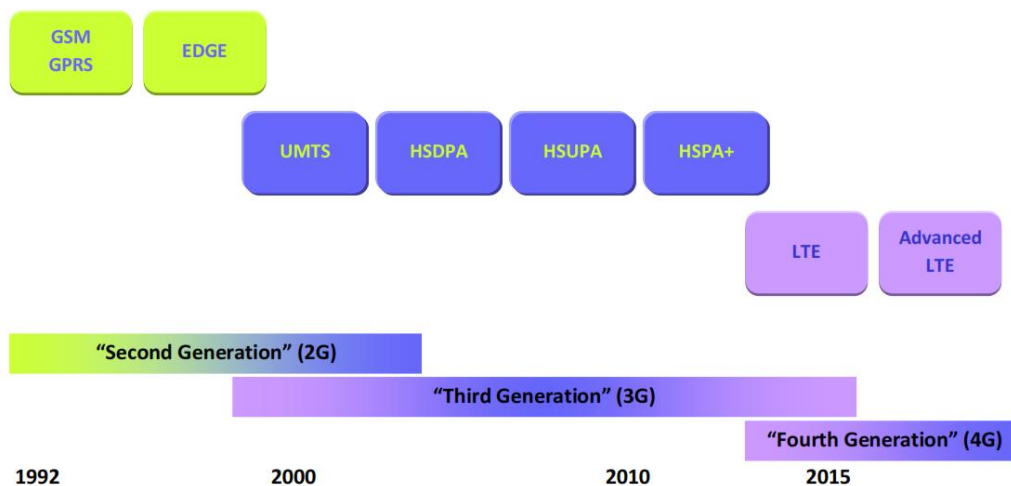 GSM
GPRS
EDGE
UMTS
HSDPA
HSUPA
HSPA+
LTE
Advanced
LTE
“Second Generation” (2G)
“Third Generation” (3G)
“Fourth Generation” (4G)
1992
2000
2010
2015